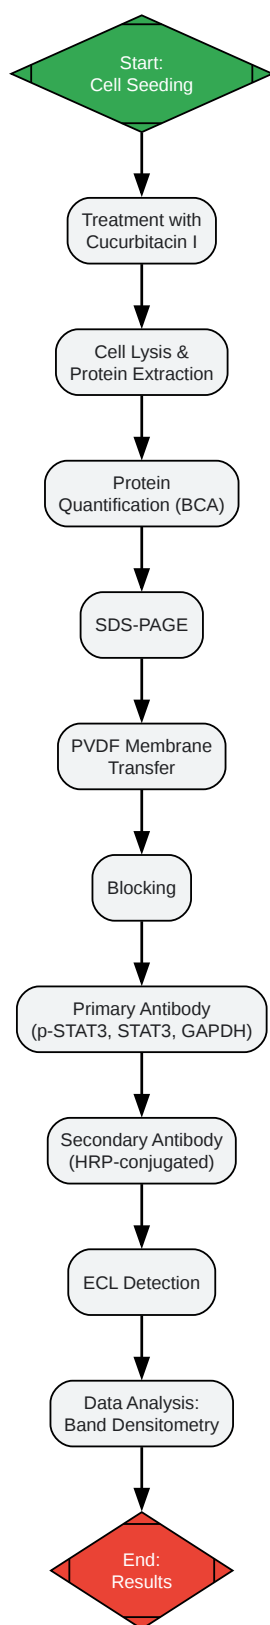 Start:
Cell Seeding
Treatment with
Cucurbitacin I
Cell Lysis &
Protein Extraction
Protein
Quantification (BCA)
SDS-PAGE
PVDF Membrane
Transfer
Blocking
Primary Antibody
(p-STAT3, STAT3, GAPDH)
Secondary Antibody
(HRP-conjugated)
ECL Detection
Data Analysis:
Band Densitometry
End:
Results